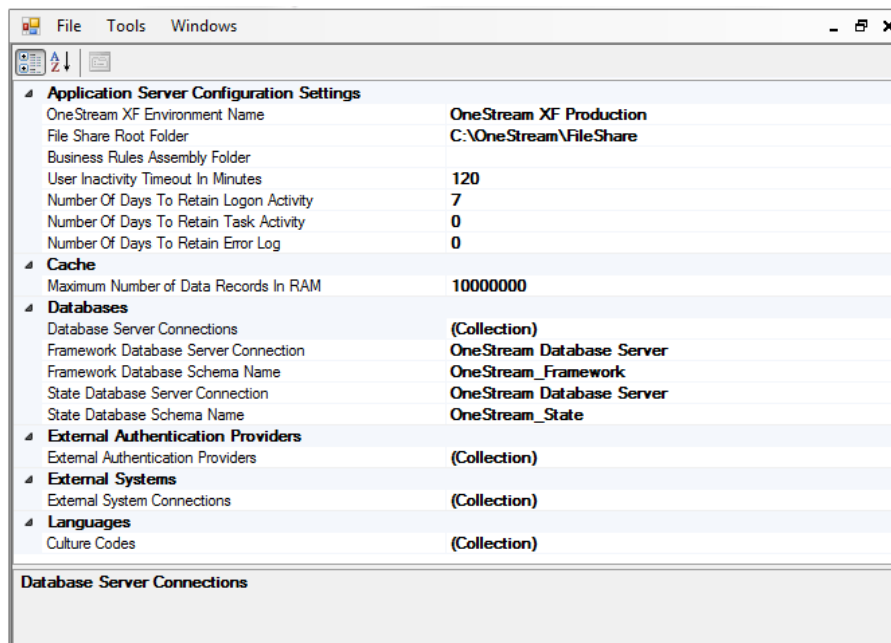 File Tools Windows
Application Server Configuration Settings
OneStream XF Environment Name OneStream XF Production
File Share Root Folder C:\OneStream\FileShare
Business Rules Assembly Folder
User Inactivity Timeout In Minutes 120
Number Of Days To Retain Logon Activity 7
Number Of Days To Retain Task Activity 0
Number Of Days To Retain Error Log 0
Cache
Maximum Number of Data Records In RAM 10000000
Databases
Database Server Connections (Collection)
Framework Database Server Connection OneStream Database Server
Framework Database Schema Name OneStream_Framework
State Database Server Connection OneStream Database Server
State Database Schema Name OneStream_State
External Authentication Providers
External Authentication Providers (Collection)
External Systems
External System Connections (Collection)
Languages
Culture Codes (Collection)
Database Server Connections